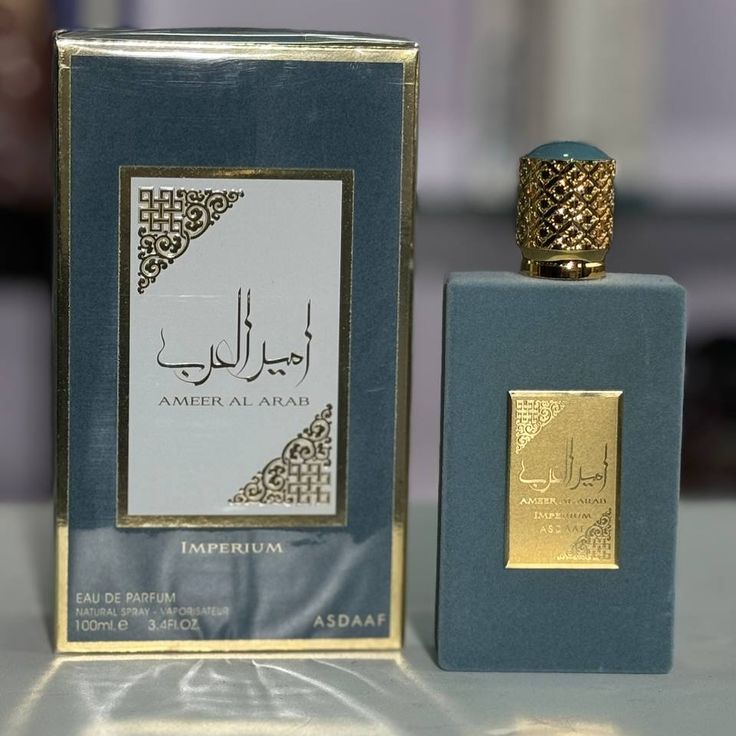 امير العرب
AMEER AL ARAB
IMPERIUM
EAU DE PARFUM
NATURAL SPRAY - VAPORISATEUR
100ml. e 3.4FI.OZ
ASDAAF
امير العرب
AMEER AL ARAB
IMPERIUM
ASDAAF